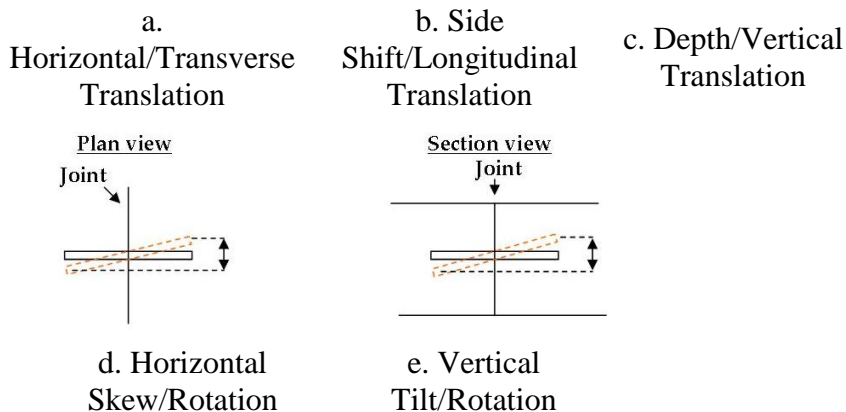 a.
Horizontal/Transverse
Translation
b. Side
Shift/Longitudinal
Translation
c. Depth/Vertical
Translation
Plan view
Joint
Section view
Joint
d. Horizontal
Skew/Rotation
e. Vertical
Tilt/Rotation